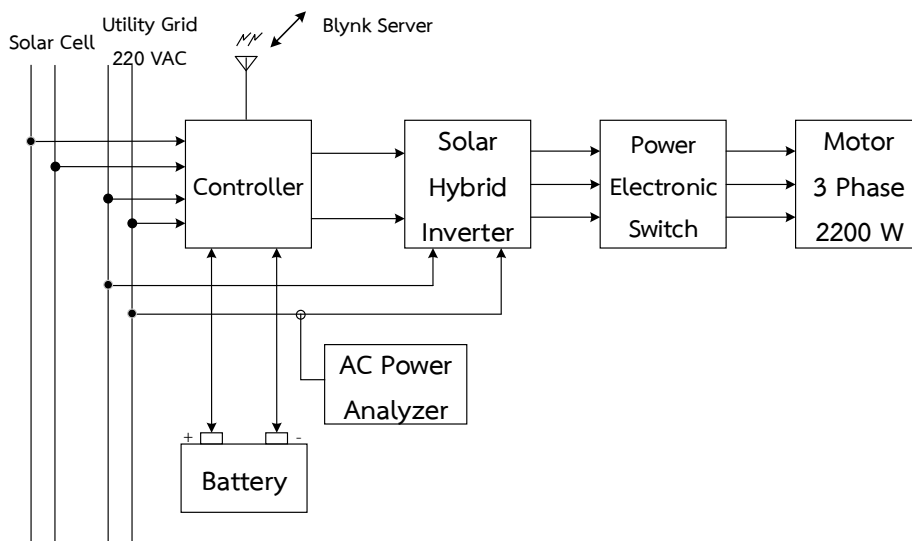 Solar Cell
Utility Grid
220 VAC
Blynk Server
Controller
Solar
Hybrid
Inverter
Power
Electronic
Switch
Motor
3 Phase
2200 W
AC Power
Analyzer
+ -
Battery